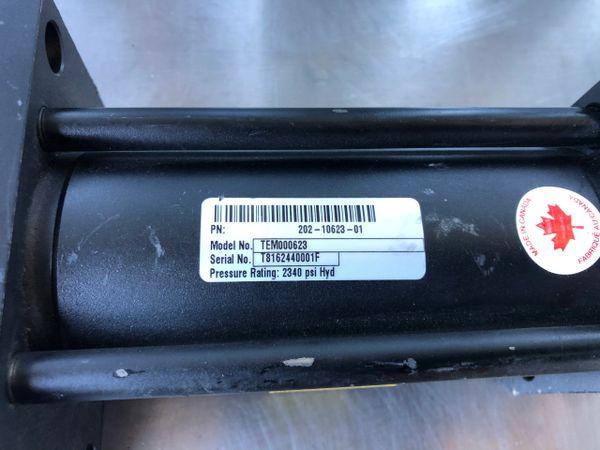 PN: 202-10623-01
Model No. TEM000623
Serial No. T8162440001F
Pressure Rating: 2340 psi Hyd
MADE IN CANADA
FABRIQUÉ AU CANADA